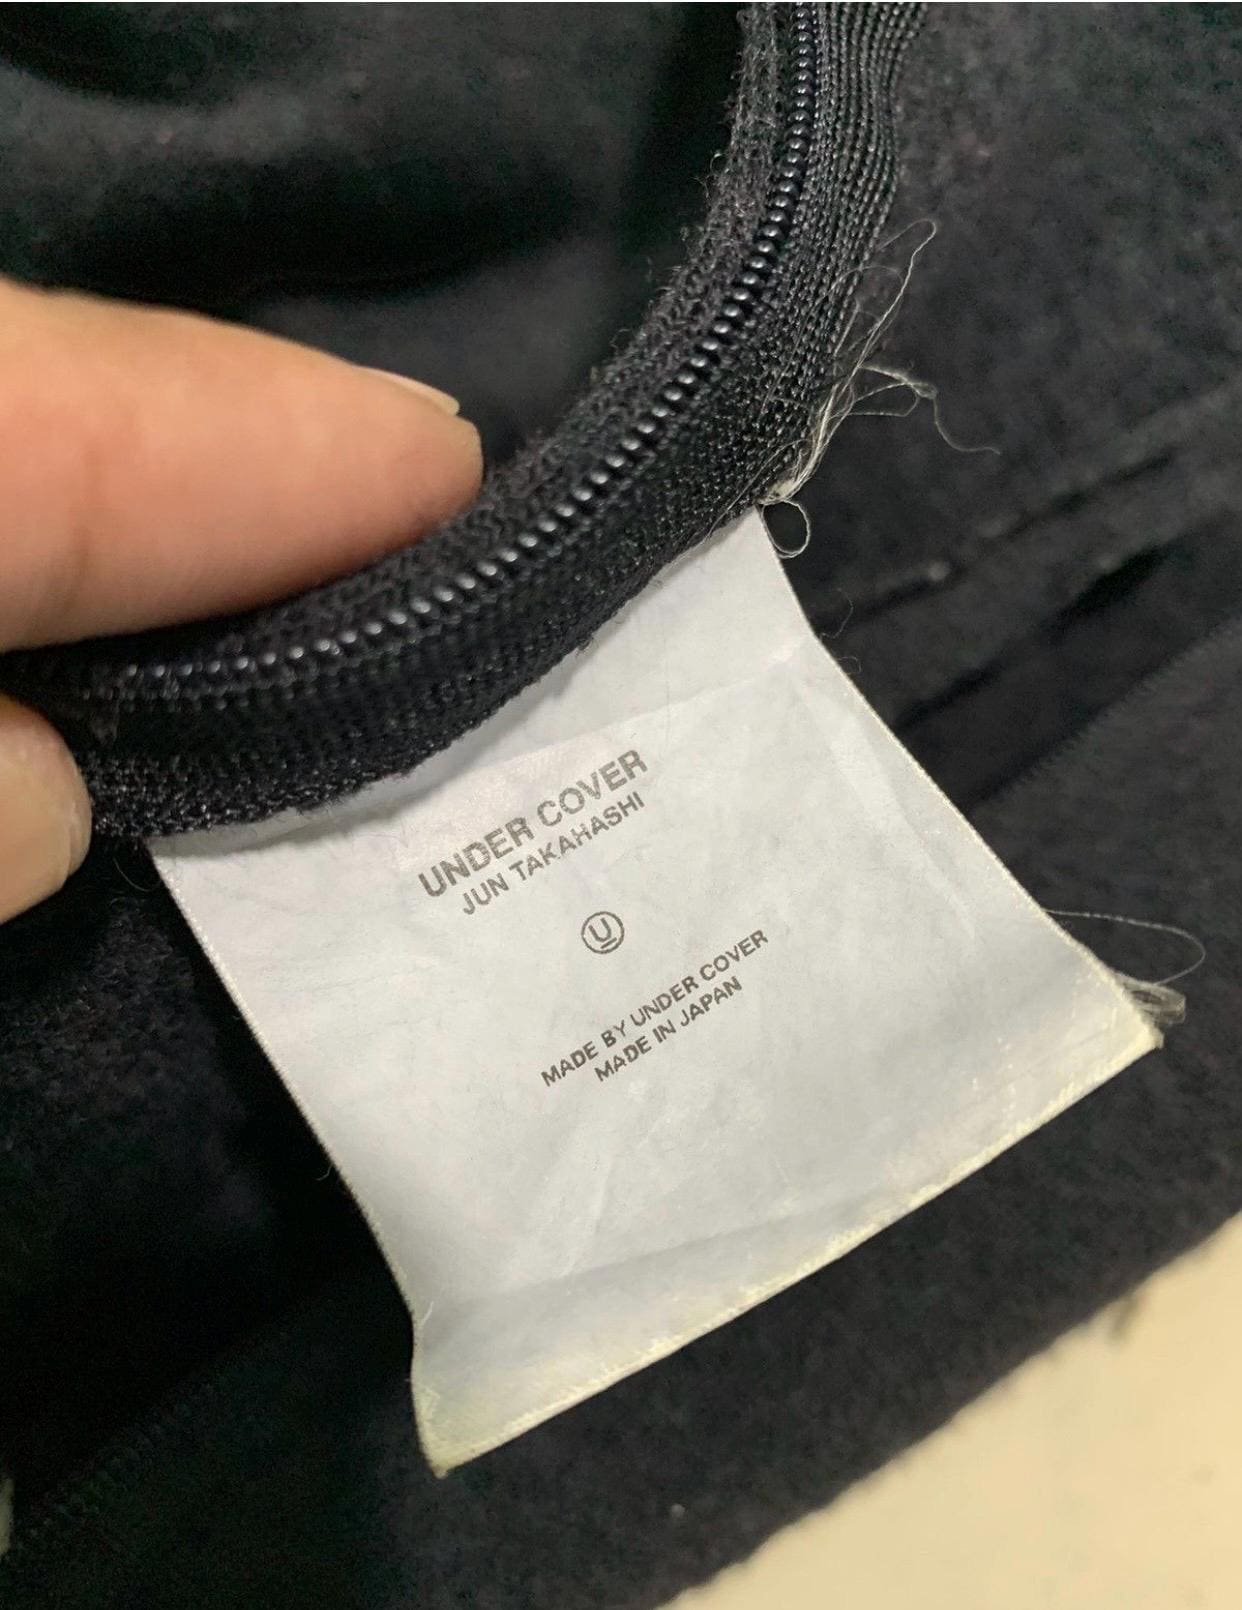 UNDER COVER
JUN TAKAHASHI
U
MADE BY UNDER COVER
MADE IN JAPAN